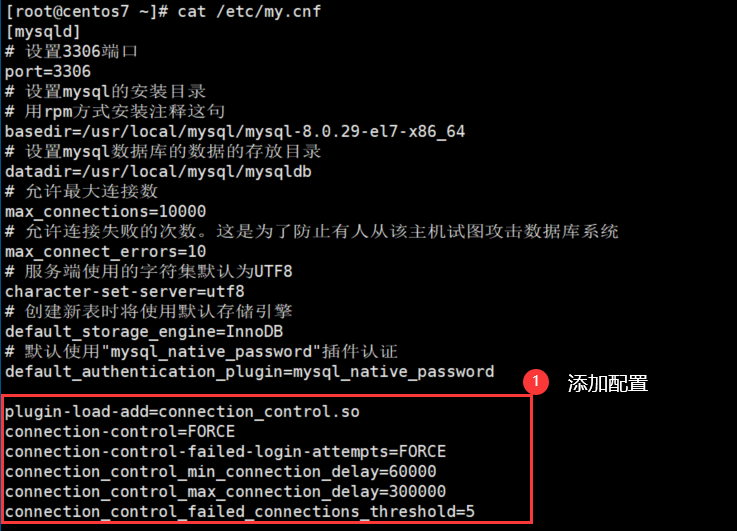 [root@centos7 ~]# cat /etc/my.cnf
[mysqld]
# 设置3306端口
port=3306
# 设置mysql的安装目录
# 用rpm方式安装注释这句
basedir=/usr/local/mysql/mysql-8.0.29-el7-x86_64
# 设置mysql数据库的数据的存放目录
datadir=/usr/local/mysql/mysqldb
# 允许最大连接数
max_connections=10000
# 允许连接失败的次数。这是为了防止有人从该主机试图攻击数据库系统
max_connect_errors=10
# 服务端使用的字符集默认为UTF8
character-set-server=utf8
# 创建新表时将使用默认存储引擎
default_storage_engine=InnoDB
# 默认使用"mysql_native_password"插件认证
default_authentication_plugin=mysql_native_password
1 添加配置
plugin-load-add=connection_control.so
connection-control=FORCE
connection-control-failed-login-attempts=FORCE
connection_control_min_connection_delay=60000
connection_control_max_connection_delay=300000
connection_control_failed_connections_threshold=5